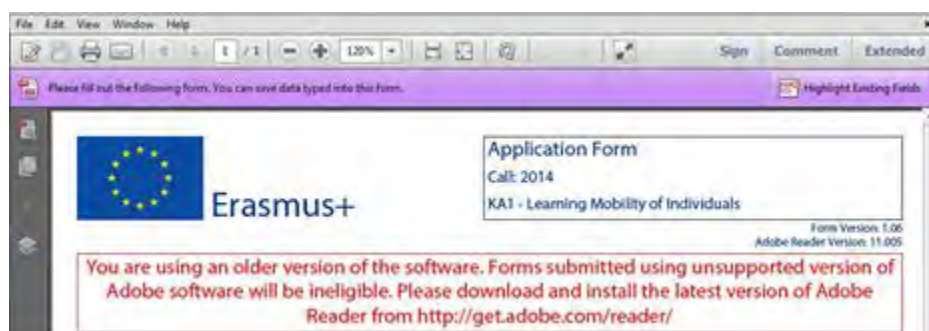 File Edit View Window Help
1 / 1 120% Sign Comment Extended
Please fill out the following form. You can save data typed into this form. Highlight Existing Fields
Application Form
Call: 2014
KA1 - Learning Mobility of Individuals
Erasmus+
Form Version: 1.06
Adobe Reader Version: 11.005
You are using an older version of the software. Forms submitted using unsupported version of
Adobe software will be ineligible. Please download and install the latest version of Adobe
Reader from http://get.adobe.com/reader/